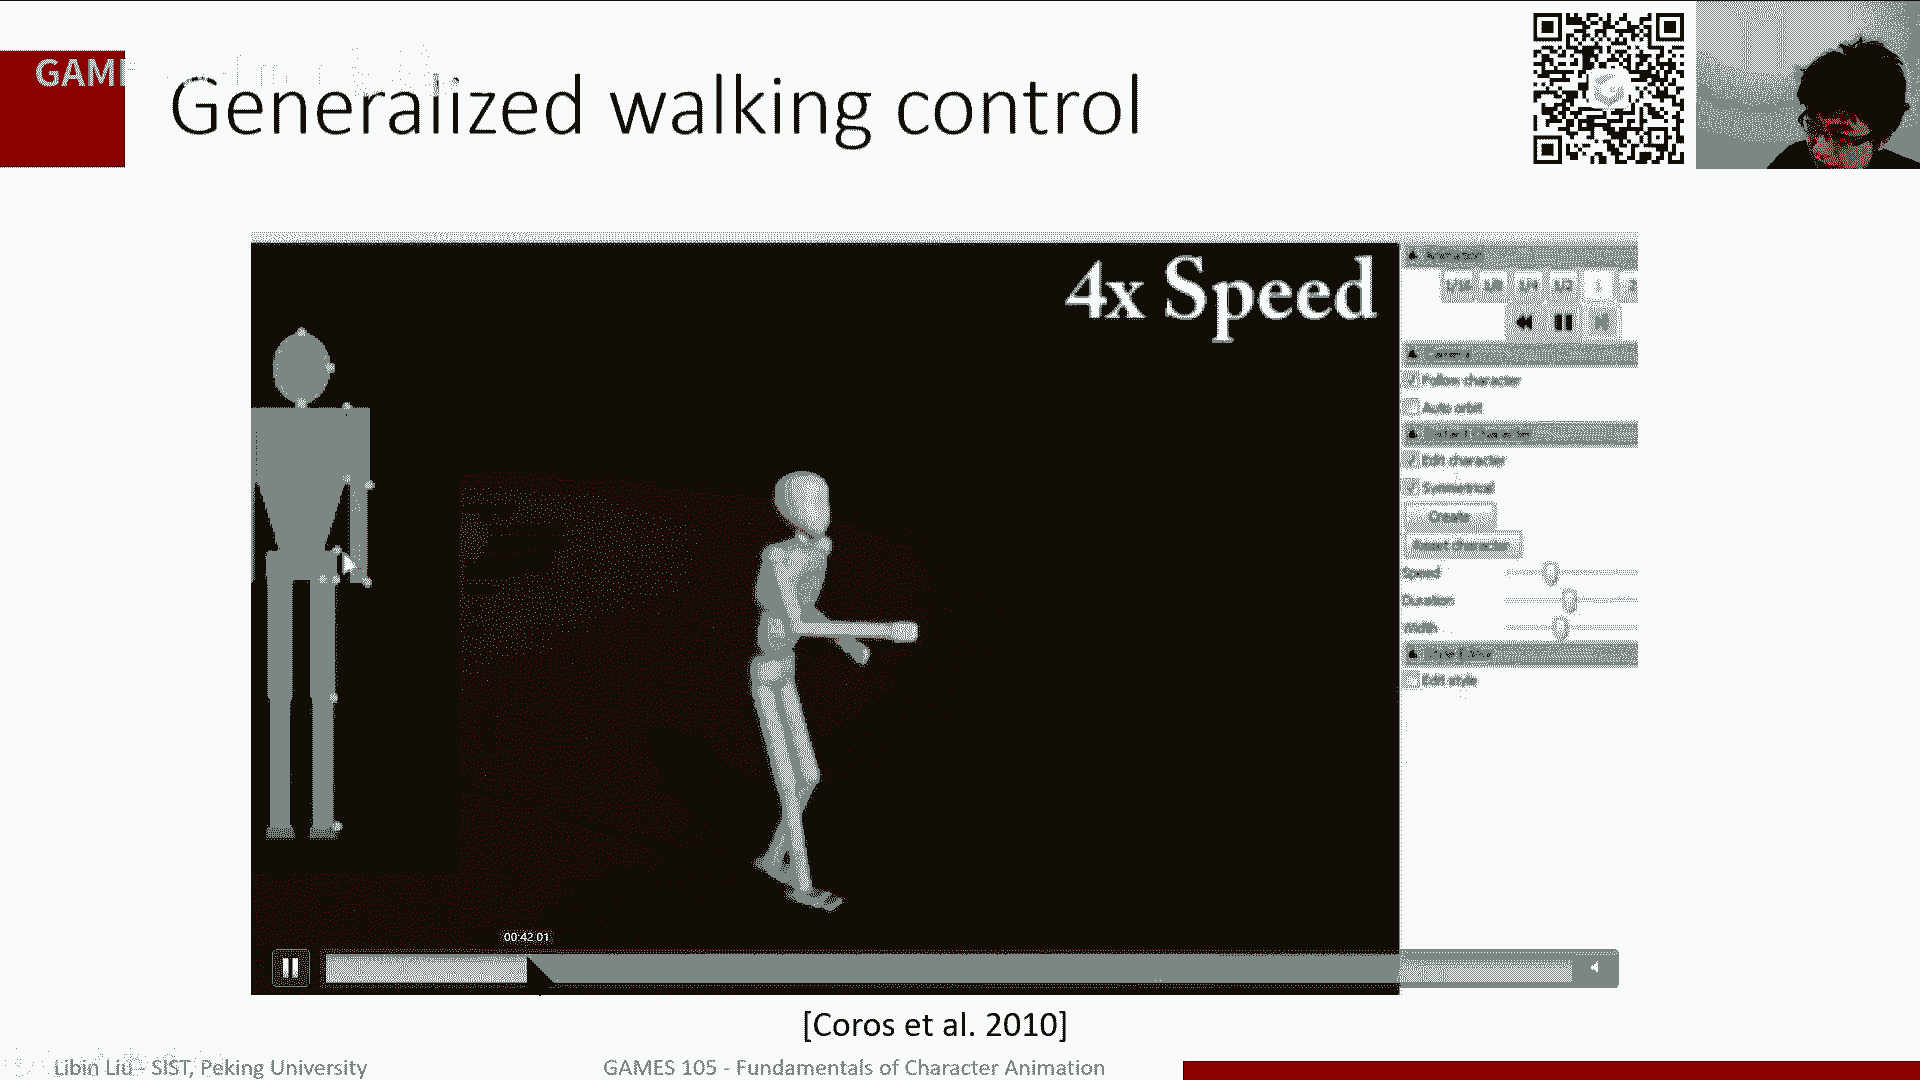 GAM
Generalized walking control
4x Speed
Animation
1/16 1/8 1/4 1/2 1 2
Camera
Follow character
Auto orbit
Edit character
Symmetrical
Create
Reset character
Speed
Duration
Width
Edit style
00:42.01
[Coros et al. 2010]
Libin Liu - SIST, Peking University
GAMES 105 - Fundamentals of Character Animation